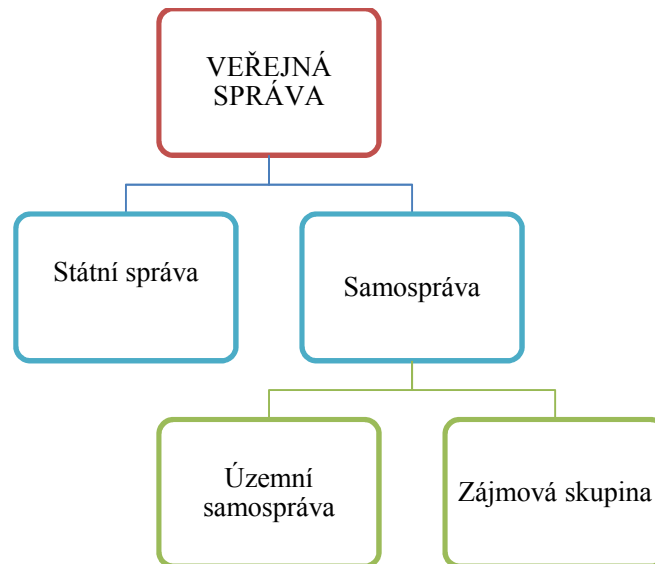 VEŘEJNÁ
SPRÁVA
Státní správa
Samospráva
Územní
samospráva
Zájmová skupina